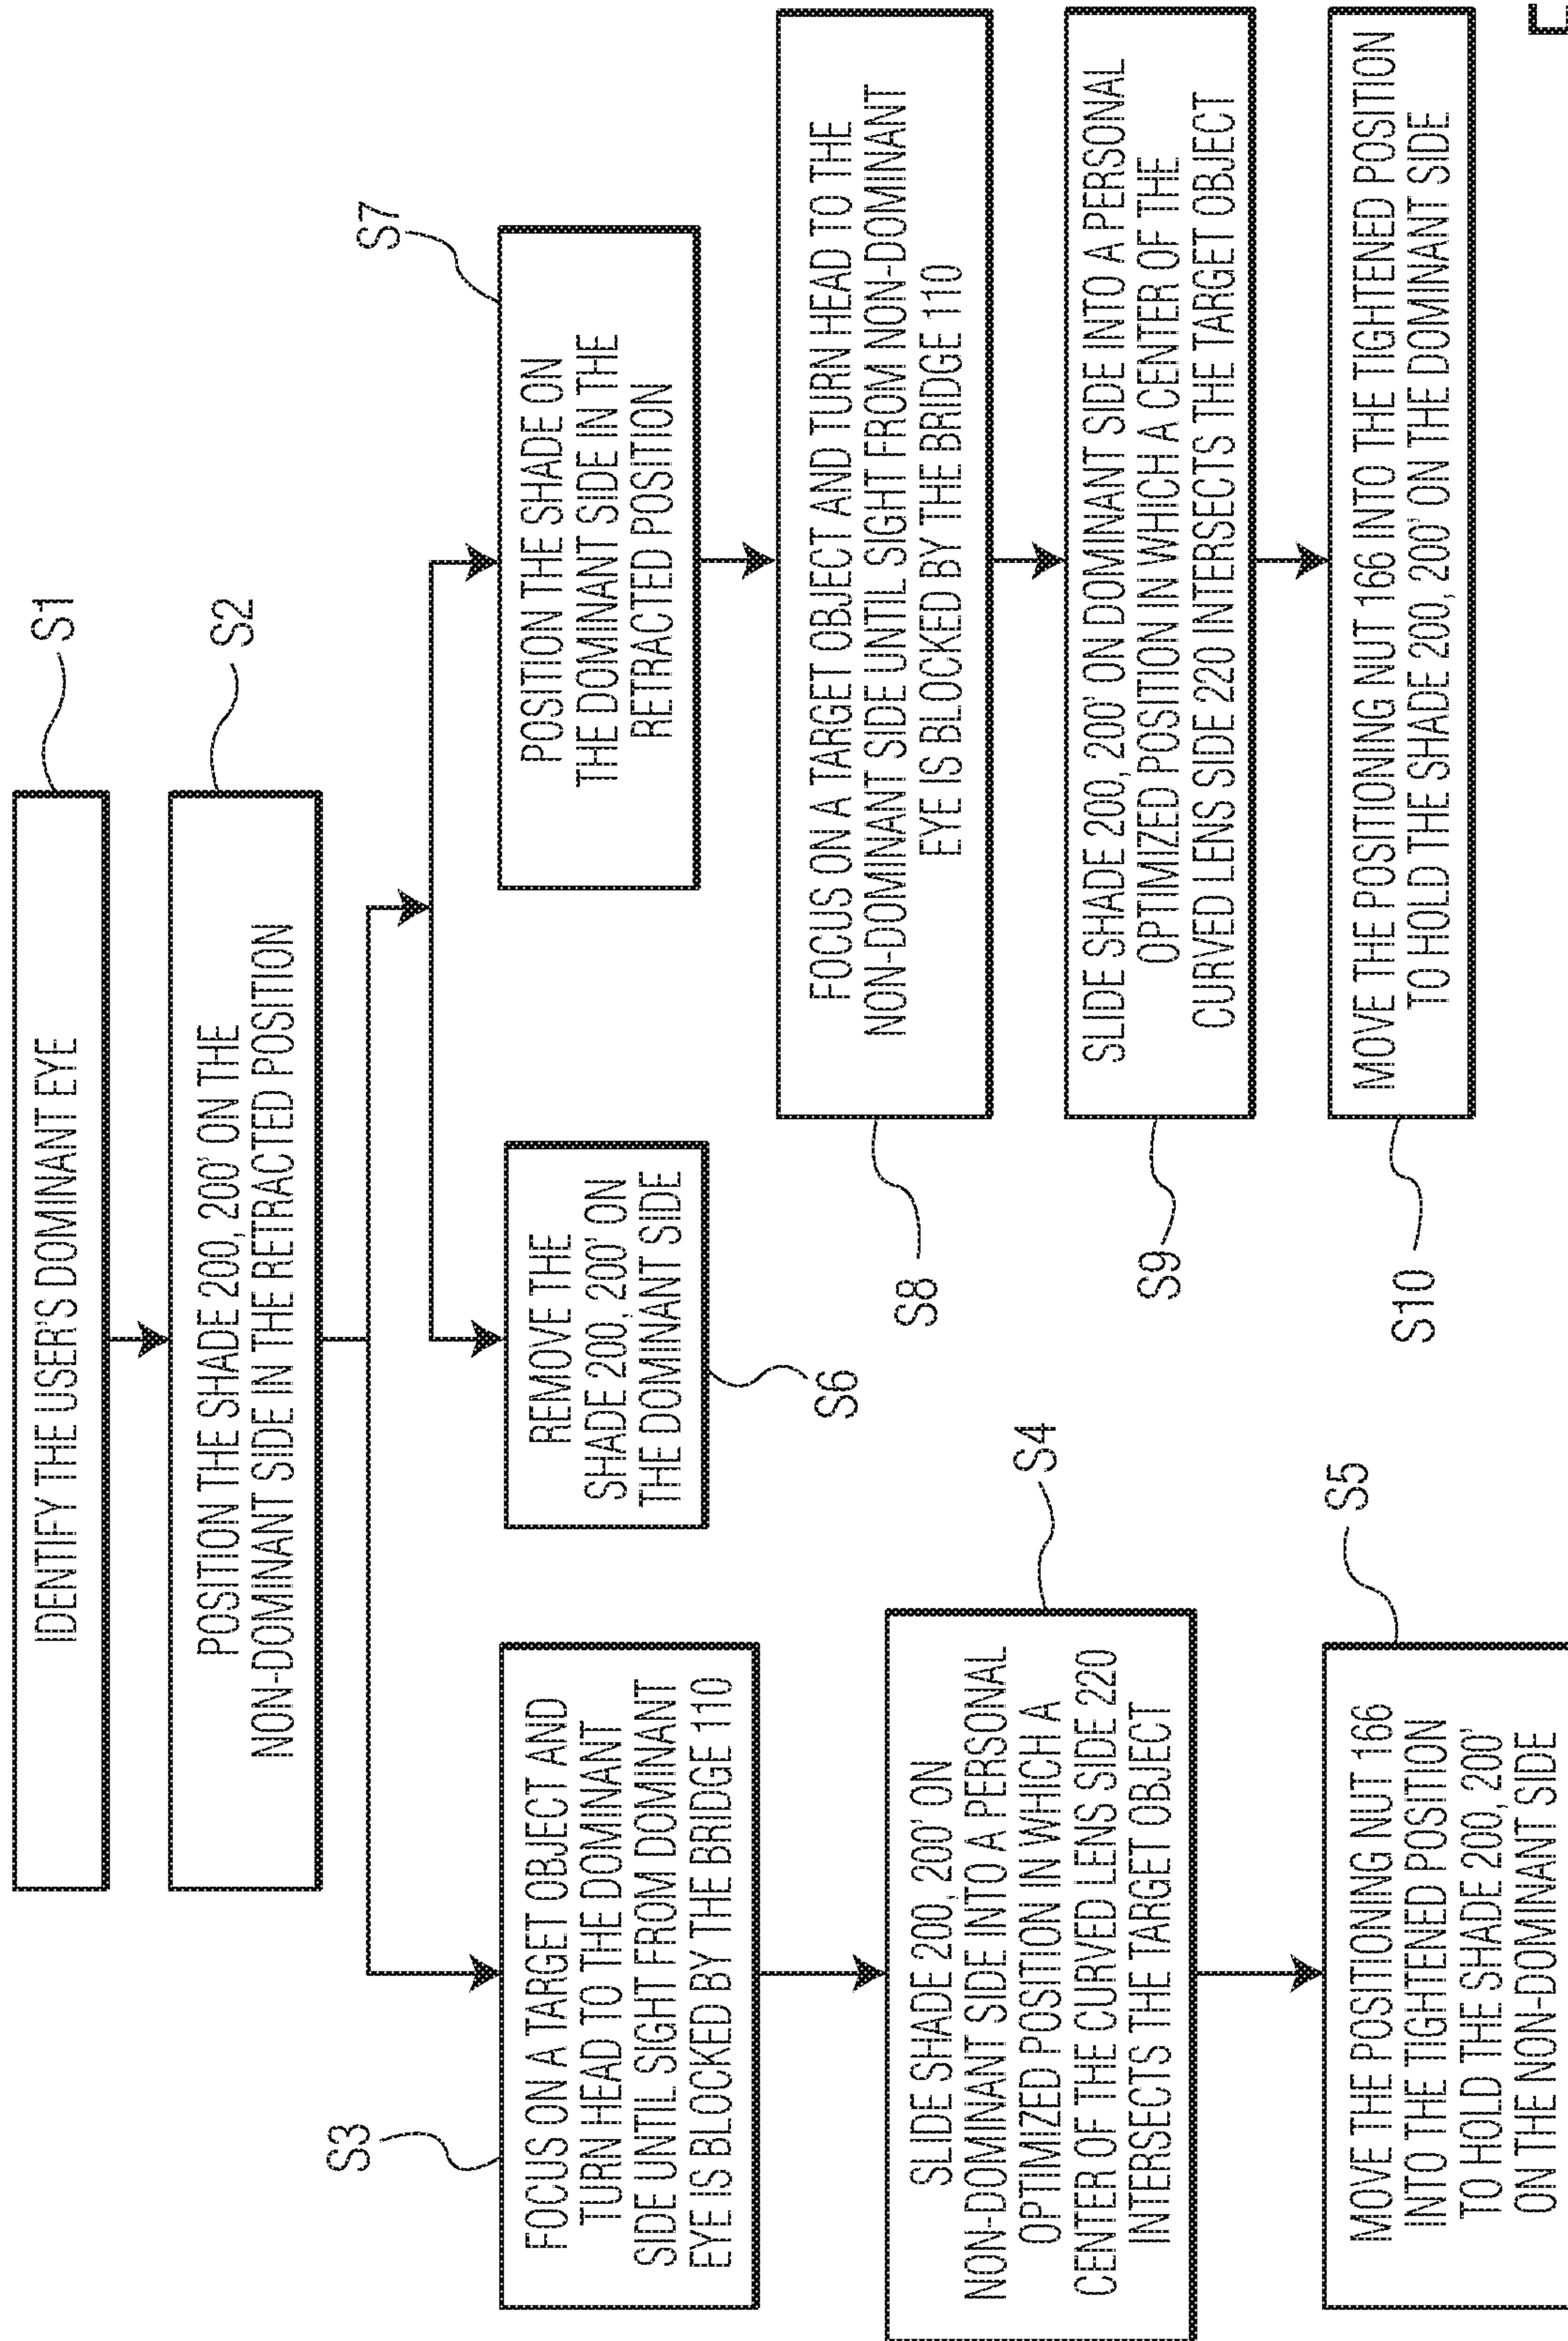 IDENTIFY THE USER'S DOMINANT EYE
S1
POSITION THE SHADE 200, 200' ON THE
NON-DOMINANT SIDE IN THE RETRACTED POSITION
S2
S3
FOCUS ON A TARGET OBJECT AND
TURN HEAD TO THE DOMINANT
SIDE UNTIL SIGHT FROM DOMINANT
EYE IS BLOCKED BY THE BRIDGE 110
SLIDE SHADE 200, 200' ON
NON-DOMINANT SIDE INTO A PERSONAL
OPTIMIZED POSITION IN WHICH A
CENTER OF THE CURVED LENS SIDE 220
INTERSECTS THE TARGET OBJECT
S4
MOVE THE POSITIONING NUT 166
INTO THE TIGHTENED POSITION
TO HOLD THE SHADE 200, 200'
ON THE NON-DOMINANT SIDE
S5
REMOVE THE
SHADE 200, 200' ON
THE DOMINANT SIDE
S6
POSITION THE SHADE ON
THE DOMINANT SIDE IN THE
RETRACTED POSITION
S7
FOCUS ON A TARGET OBJECT AND TURN HEAD TO THE
NON-DOMINANT SIDE UNTIL SIGHT FROM NON-DOMINANT
EYE IS BLOCKED BY THE BRIDGE 110
S8
SLIDE SHADE 200, 200' ON DOMINANT SIDE INTO A PERSONAL
OPTIMIZED POSITION IN WHICH A CENTER OF THE
CURVED LENS SIDE 220 INTERSECTS THE TARGET OBJECT
S9
MOVE THE POSITIONING NUT 166 INTO THE TIGHTENED POSITION
TO HOLD THE SHADE 200, 200' ON THE DOMINANT SIDE
S10